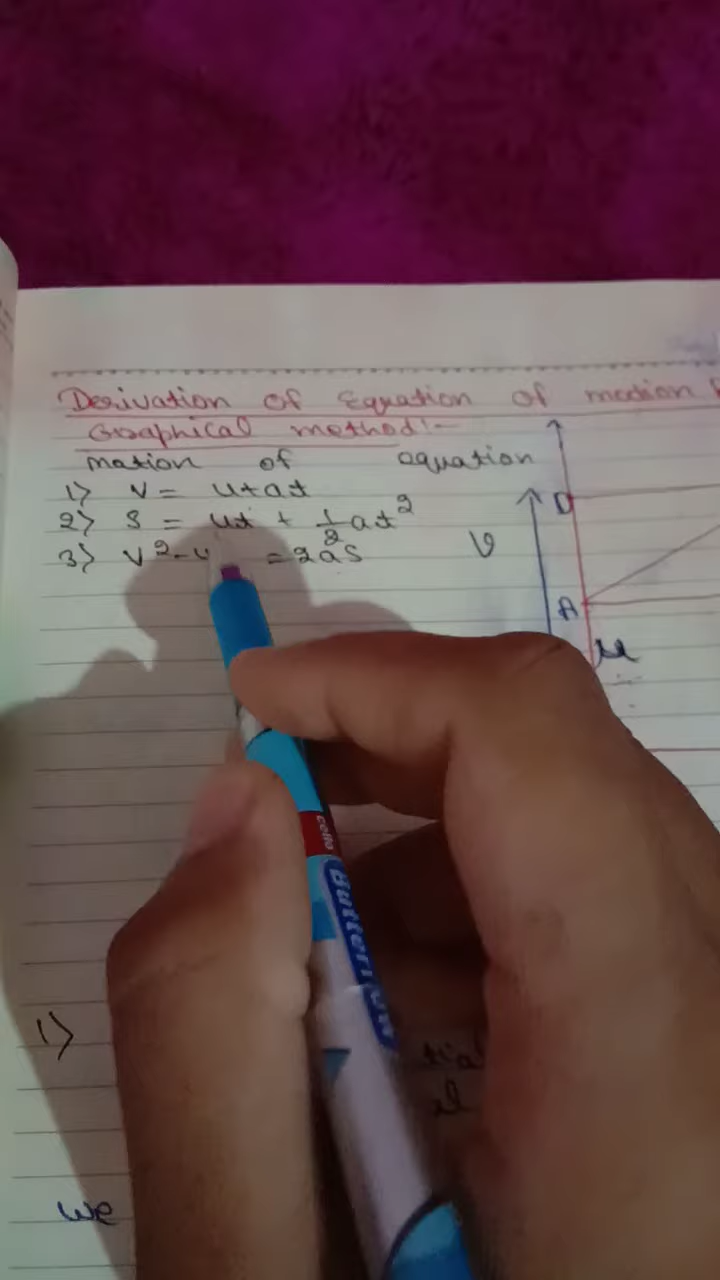 Derivation of Equation of motion
Graphical method:-
mation of equation
1) v = u+at
2) s = ut + 1/2 at²
3) v²-u = 2as
D
v
A
u
1)
we
cello
Butterflow